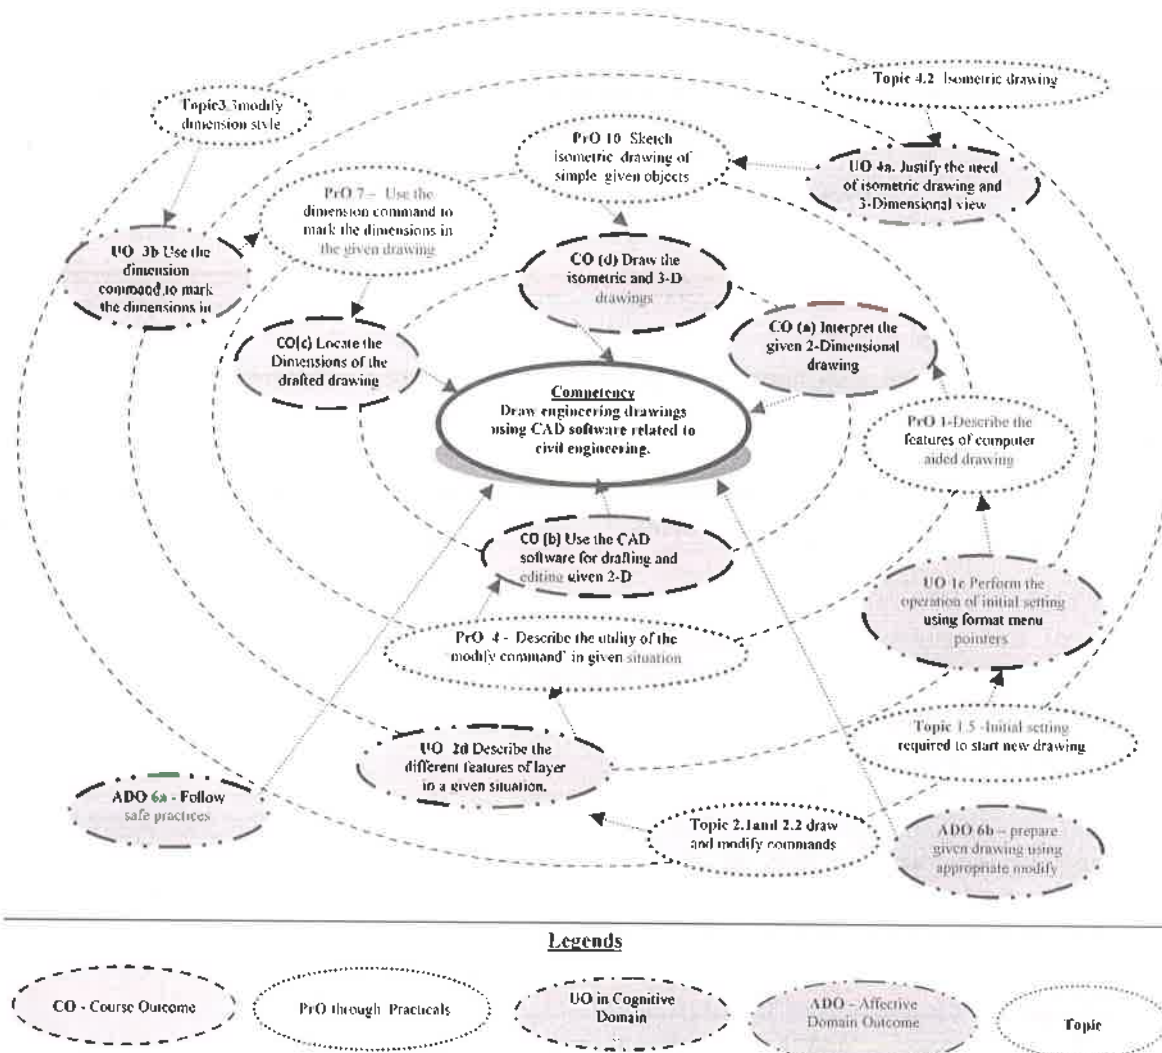 Topic 4.2 Isometric drawing
Topic3.3modify
dimension style
PrO 10- Sketch
isometric drawing of
simple given objects
UO 4a. Justify the need
of isometric drawing and
3-Dimensional view
PrO 7 – Use the
dimension command to
mark the dimensions in
the given drawing
UO 3b Use the
dimension
command to mark
the dimensions in
CO (d) Draw the
isometric and 3-D
drawings
CO (a) Interpret the
given 2-Dimensional
drawing
CO(c) Locate the
Dimensions of the
drafted drawing
Competency
Draw engineering drawings
using CAD software related to
civil engineering.
PrO 1-Describe the
features of computer
aided drawing
CO (b) Use the CAD
software for drafting and
editing given 2-D
UO 1c Perform the
operation of initial setting
using format menu
pointers
PrO 4 - Describe the utility of the
'modify command' in given situation
Topic 1.5 -Initial setting
required to start new drawing
UO 2d Describe the
different features of layer
in a given situation.
ADO 6a - Follow
safe practices
Topic 2.1and 2.2 draw
and modify commands
ADO 6b – prepare
given drawing using
appropriate modify
Legends
CO - Course Outcome
PrO through Practicals
UO in Cognitive
Domain
ADO - Affective
Domain Outcome
Topic